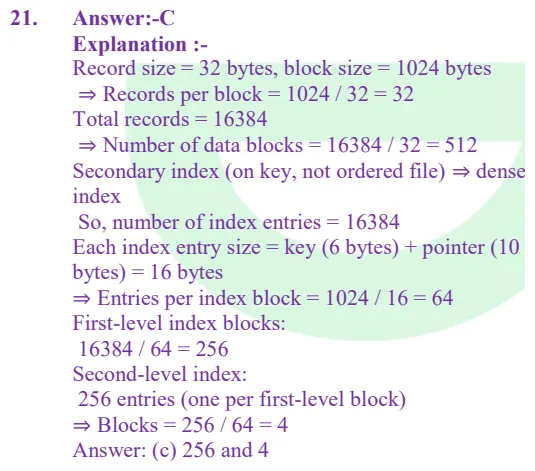 21. Answer:-C
Explanation :-
Record size = 32 bytes, block size = 1024 bytes
⇒ Records per block = 1024 / 32 = 32
Total records = 16384
⇒ Number of data blocks = 16384 / 32 = 512
Secondary index (on key, not ordered file) ⇒ dense
index
So, number of index entries = 16384
Each index entry size = key (6 bytes) + pointer (10
bytes) = 16 bytes
⇒ Entries per index block = 1024 / 16 = 64
First-level index blocks:
16384 / 64 = 256
Second-level index:
256 entries (one per first-level block)
⇒ Blocks = 256 / 64 = 4
Answer: (c) 256 and 4